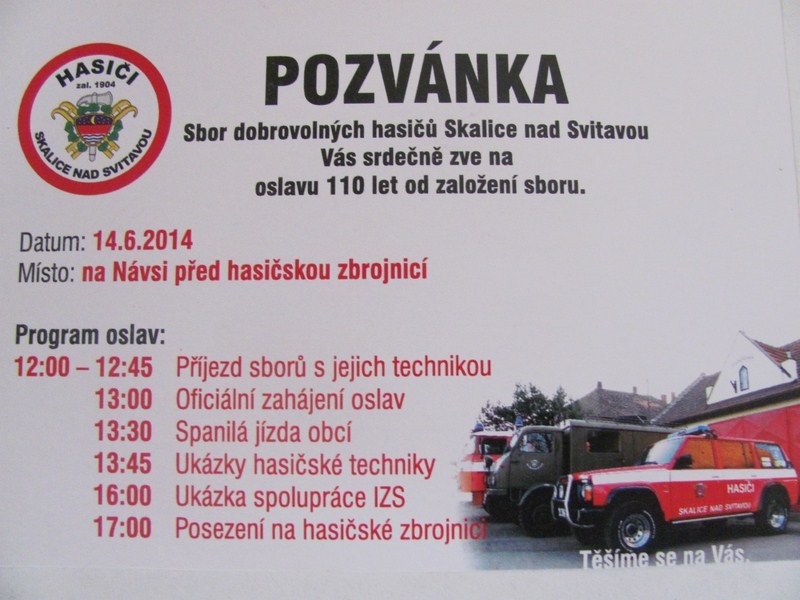 HASIČI
zal. 1904
SKALICE NAD SVITAVOU
POZVÁNKA
Sbor dobrovolných hasičů Skalice nad Svitavou
Vás srdečně zve na
oslavu 110 let od založení sboru.
Datum: 14.6.2014
Místo: na Návsi před hasičskou zbrojnicí
Program oslav:
12:00 – 12:45 Příjezd sborů s jejich technikou
13:00 Oficiální zahájení oslav
13:30 Spanilá jízda obcí
13:45 Ukázky hasičské techniky
16:00 Ukázka spolupráce IZS
17:00 Posezení na hasičské zbrojnici
HASIČI
SKALICE NAD SVITAVOU
Těšíme se na Vás.